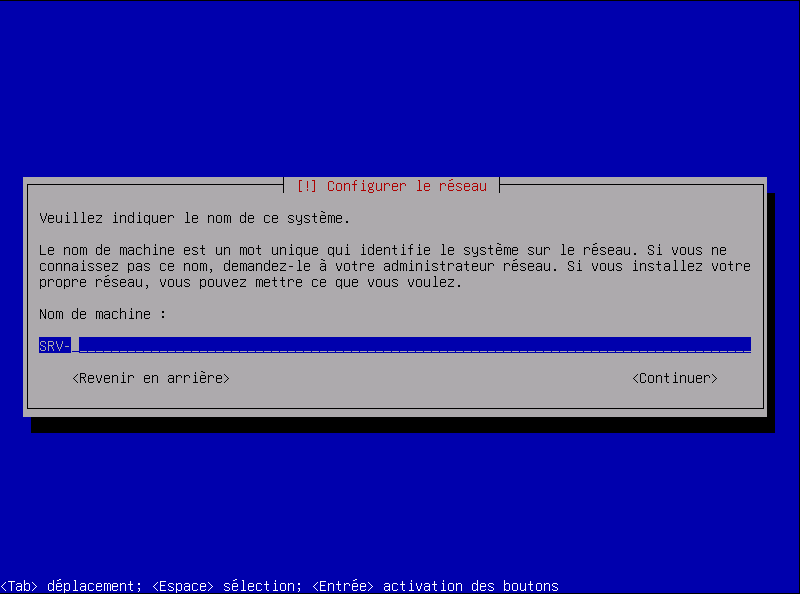 [!] Configurer le réseau
Veuillez indiquer le nom de ce système.
Le nom de machine est un mot unique qui identifie le système sur le réseau. Si vous ne
connaissez pas ce nom, demandez-le à votre administrateur réseau. Si vous installez votre
propre réseau, vous pouvez mettre ce que vous voulez.
Nom de machine :
SRV-
<Revenir en arrière> <Continuer>
<Tab> déplacement; <Espace> sélection; <Entrée> activation des boutons